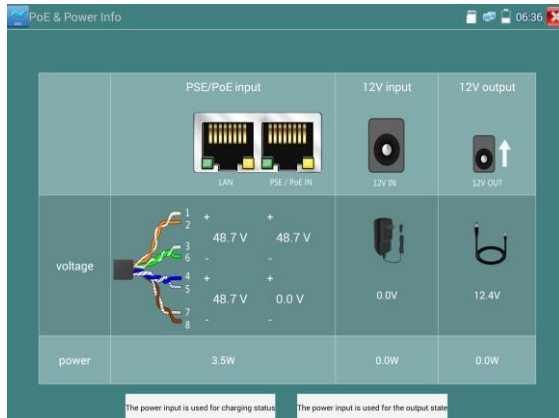 PoE & Power Info
06:36
PSE/PoE input
12V input
12V output
LAN
PSE / PoE IN
12V IN
12V OUT
voltage
1
2
3
6
4
5
7
8
+ +
48.7 V 48.7 V
- -
+ +
48.7 V 0.0 V
- -
0.0V
12.4V
power
3.5W
0.0W
0.0W
The power input is used for charging status
The power input is used for the output state